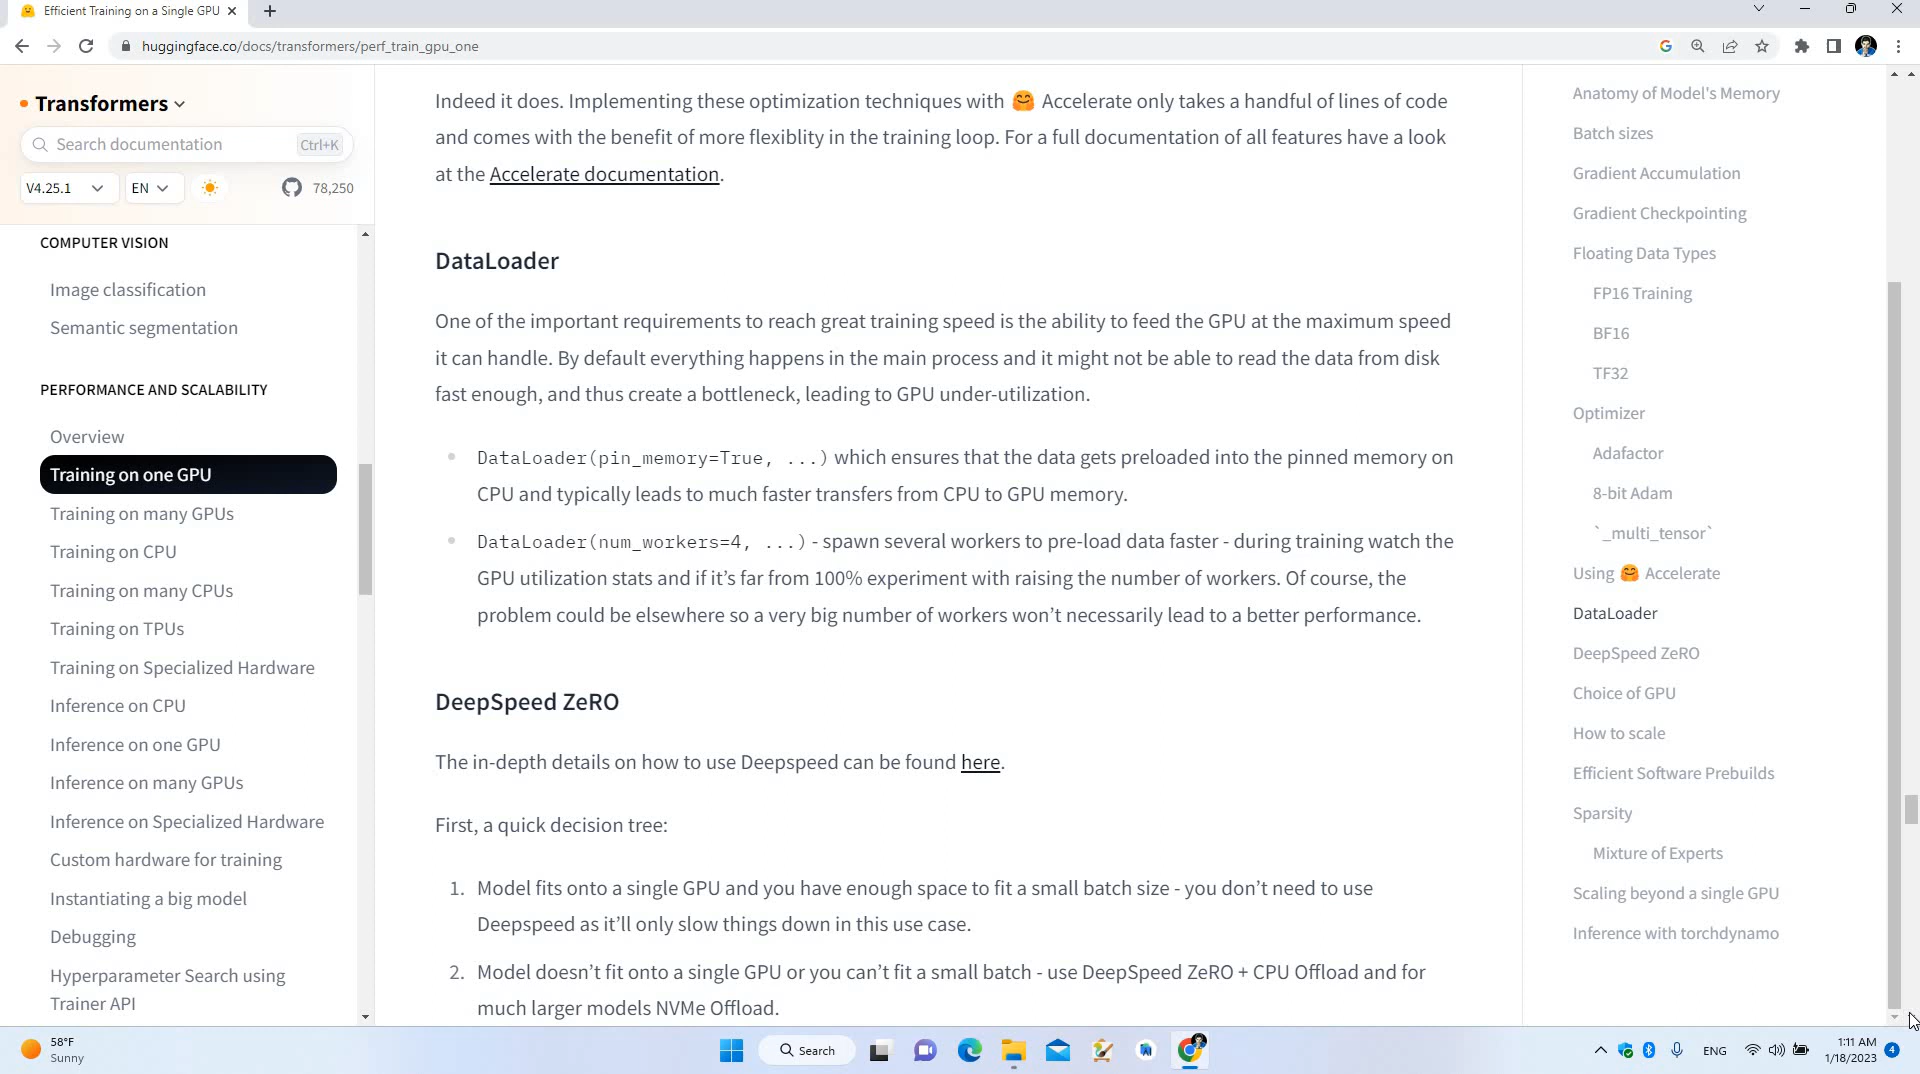 Efficient Training on a Single GPU
huggingface.co/docs/transformers/perf_train_gpu_one
Transformers
Search documentation Ctrl+K
V4.25.1 EN 78,250
COMPUTER VISION
Image classification
Semantic segmentation
PERFORMANCE AND SCALABILITY
Overview
Training on one GPU
Training on many GPUs
Training on CPU
Training on many CPUs
Training on TPUs
Training on Specialized Hardware
Inference on CPU
Inference on one GPU
Inference on many GPUs
Inference on Specialized Hardware
Custom hardware for training
Instantiating a big model
Debugging
Hyperparameter Search using
Trainer API
Indeed it does. Implementing these optimization techniques with 🤗 Accelerate only takes a handful of lines of code
and comes with the benefit of more flexiblity in the training loop. For a full documentation of all features have a look
at the Accelerate documentation.
DataLoader
One of the important requirements to reach great training speed is the ability to feed the GPU at the maximum speed
it can handle. By default everything happens in the main process and it might not be able to read the data from disk
fast enough, and thus create a bottleneck, leading to GPU under-utilization.
DataLoader(pin_memory=True, ...) which ensures that the data gets preloaded into the pinned memory on
CPU and typically leads to much faster transfers from CPU to GPU memory.
DataLoader(num_workers=4, ...) - spawn several workers to pre-load data faster - during training watch the
GPU utilization stats and if it’s far from 100% experiment with raising the number of workers. Of course, the
problem could be elsewhere so a very big number of workers won’t necessarily lead to a better performance.
DeepSpeed ZeRO
The in-depth details on how to use Deepspeed can be found here.
First, a quick decision tree:
1. Model fits onto a single GPU and you have enough space to fit a small batch size - you don’t need to use
Deepspeed as it’ll only slow things down in this use case.
2. Model doesn’t fit onto a single GPU or you can’t fit a small batch - use DeepSpeed ZeRO + CPU Offload and for
much larger models NVMe Offload.
Anatomy of Model's Memory
Batch sizes
Gradient Accumulation
Gradient Checkpointing
Floating Data Types
FP16 Training
BF16
TF32
Optimizer
Adafactor
8-bit Adam
`_multi_tensor`
Using 🤗 Accelerate
DataLoader
DeepSpeed ZeRO
Choice of GPU
How to scale
Efficient Software Prebuilds
Sparsity
Mixture of Experts
Scaling beyond a single GPU
Inference with torchdynamo
58°F
Sunny
Search
ENG
1:11 AM
1/18/2023
4